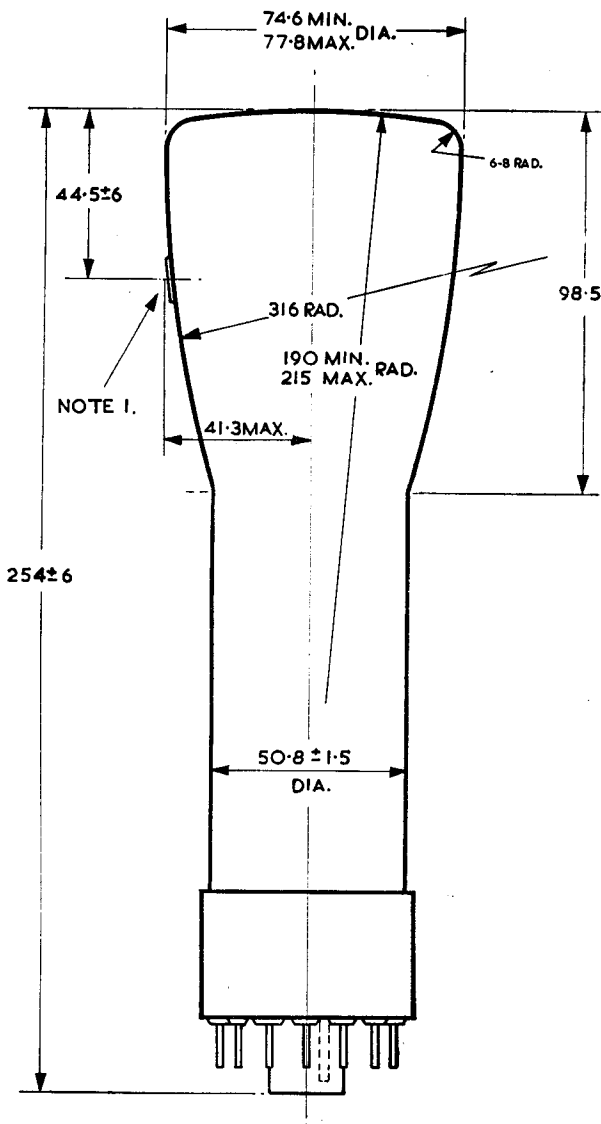 74·6 MIN.
77·8 MAX. DIA.
44·5±6
6-8 RAD.
98·5
316 RAD.
190 MIN.
215 MAX. RAD.
NOTE 1.
41·3 MAX.
254±6
50·8 ±1·5
DIA.